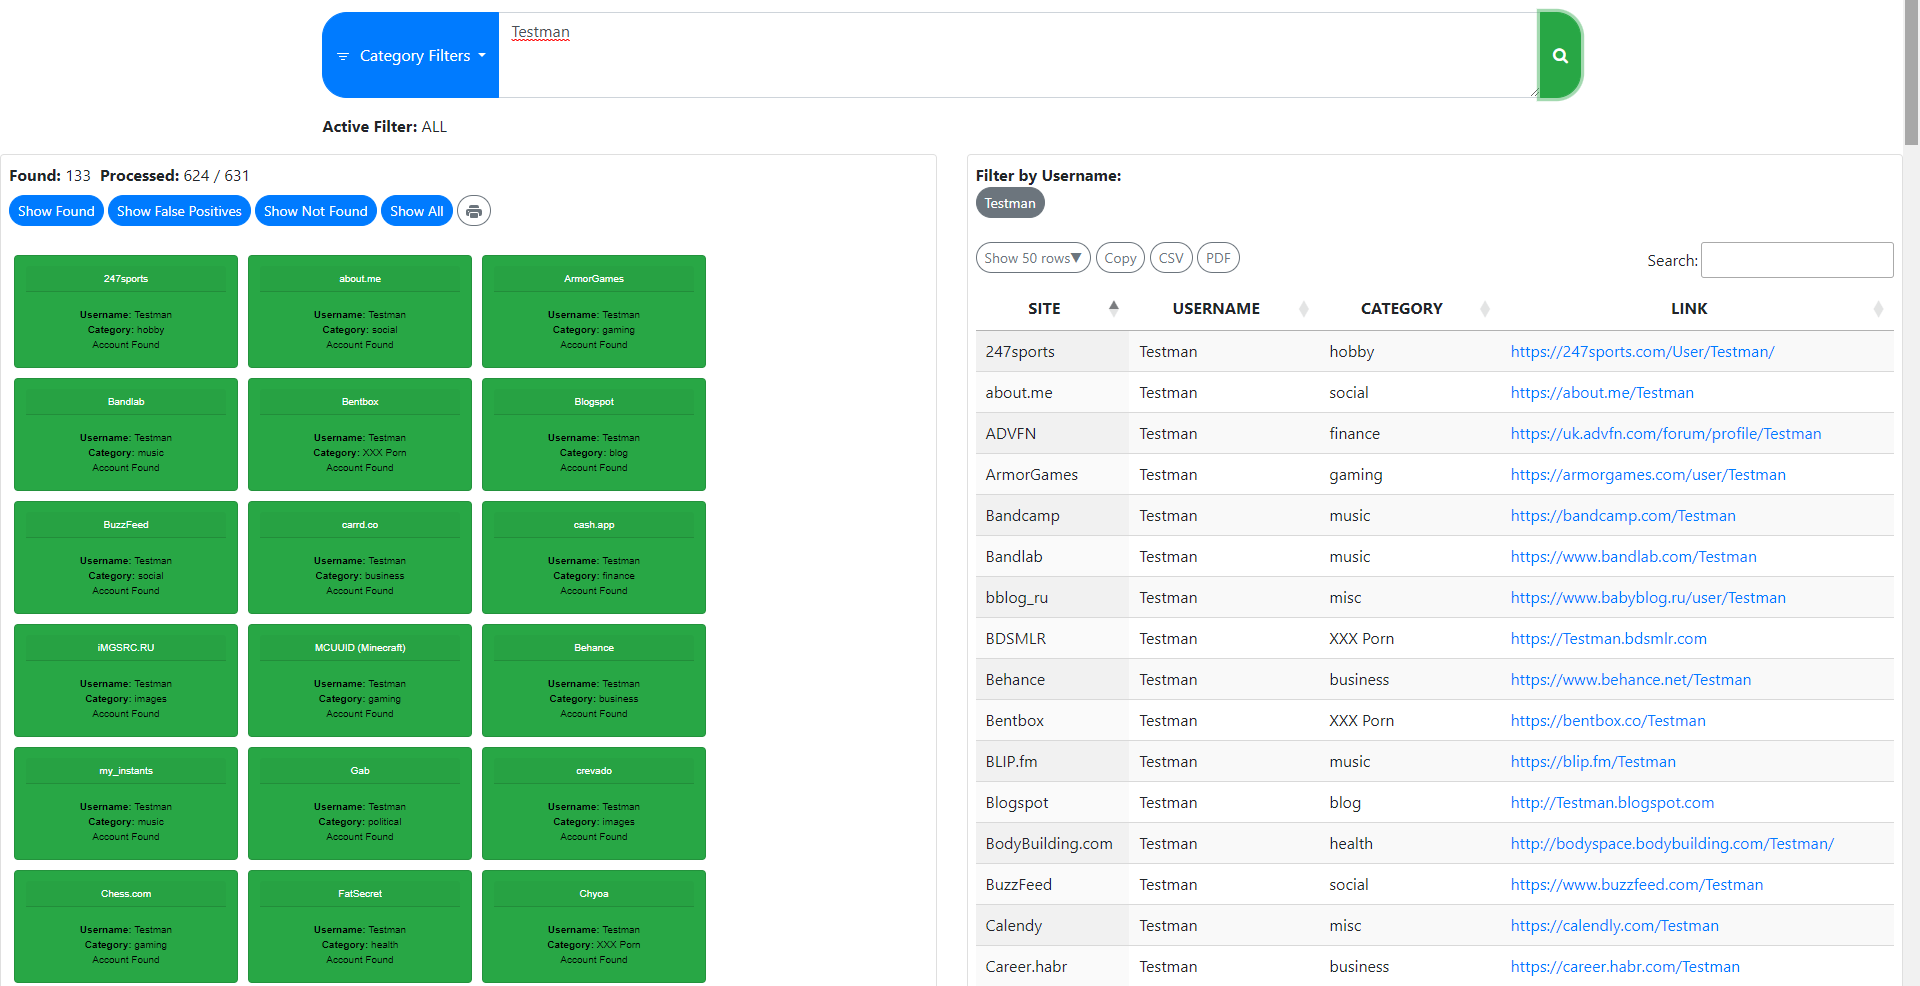 Category Filters
Testman
Active Filter: ALL
Found: 133 Processed: 624 / 631
Show Found Show False Positives Show Not Found Show All
247sports
Username: Testman
Category: hobby
Account Found
about.me
Username: Testman
Category: social
Account Found
ArmorGames
Username: Testman
Category: gaming
Account Found
Bandlab
Username: Testman
Category: music
Account Found
Bentbox
Username: Testman
Category: XXX Porn
Account Found
Blogspot
Username: Testman
Category: blog
Account Found
BuzzFeed
Username: Testman
Category: social
Account Found
carrd.co
Username: Testman
Category: business
Account Found
cash.app
Username: Testman
Category: finance
Account Found
iMGSRC.RU
Username: Testman
Category: images
Account Found
MCUUID (Minecraft)
Username: Testman
Category: gaming
Account Found
Behance
Username: Testman
Category: business
Account Found
my_instants
Username: Testman
Category: music
Account Found
Gab
Username: Testman
Category: political
Account Found
crevado
Username: Testman
Category: images
Account Found
Chess.com
Username: Testman
Category: gaming
Account Found
FatSecret
Username: Testman
Category: health
Account Found
Chyoa
Username: Testman
Category: XXX Porn
Account Found
Filter by Username:
Testman
Show 50 rows▼ Copy CSV PDF Search:
SITE USERNAME CATEGORY LINK
247sports Testman hobby https://247sports.com/User/Testman/
about.me Testman social https://about.me/Testman
ADVFN Testman finance https://uk.advfn.com/forum/profile/Testman
ArmorGames Testman gaming https://armorgames.com/user/Testman
Bandcamp Testman music https://bandcamp.com/Testman
Bandlab Testman music https://www.bandlab.com/Testman
bblog_ru Testman misc https://www.babyblog.ru/user/Testman
BDSMLR Testman XXX Porn https://Testman.bdsmlr.com
Behance Testman business https://www.behance.net/Testman
Bentbox Testman XXX Porn https://bentbox.co/Testman
BLIP.fm Testman music https://blip.fm/Testman
Blogspot Testman blog http://Testman.blogspot.com
BodyBuilding.com Testman health http://bodyspace.bodybuilding.com/Testman/
BuzzFeed Testman social https://www.buzzfeed.com/Testman
Calendy Testman misc https://calendly.com/Testman
Career.habr Testman business https://career.habr.com/Testman